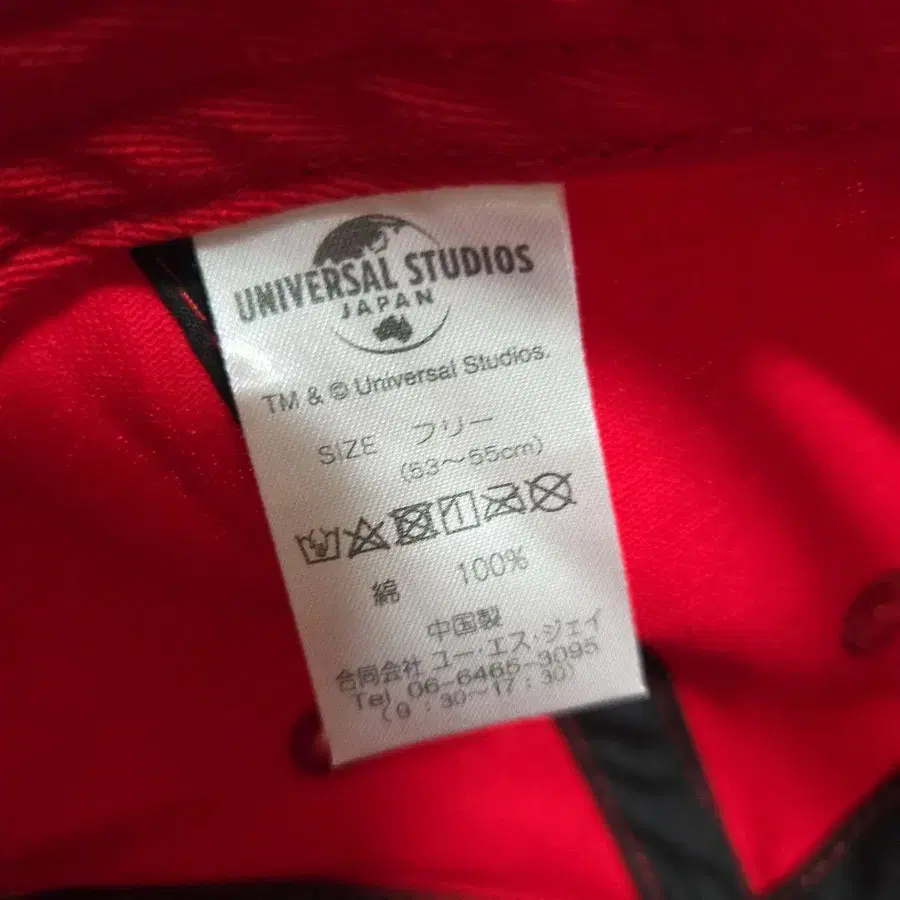 UNIVERSAL STUDIOS
JAPAN
TM & © Universal Studios.
SIZE フリー
(53～55cm)
綿 100%
中国製
合同会社 ユー・エス・ジェイ
Tel 06-6465-3095
(9：30～17：30)